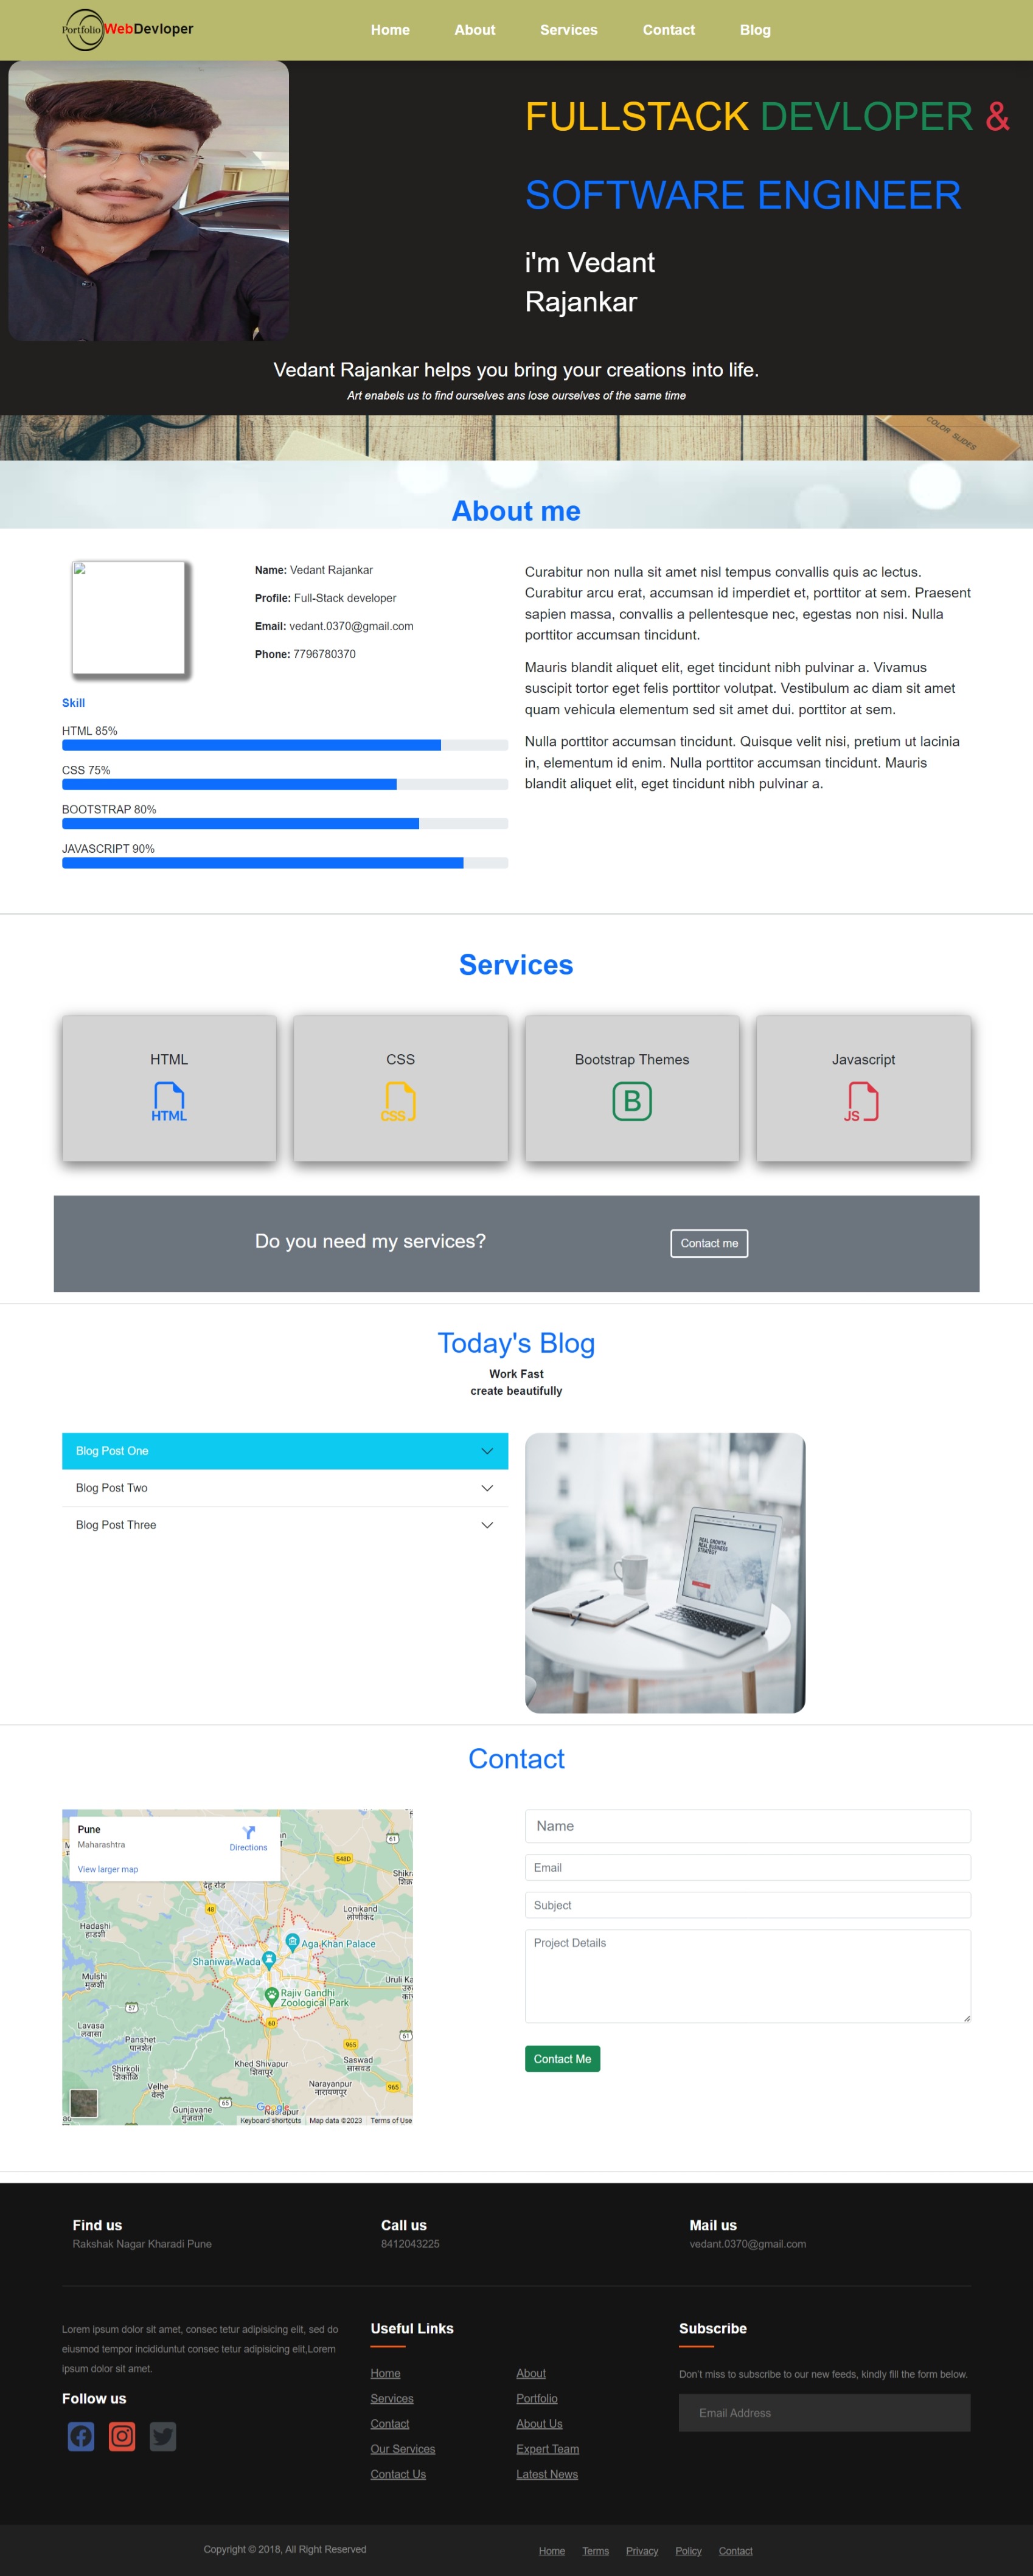 Portfolio WebDevloper Home About Services Contact Blog
FULLSTACK DEVLOPER &
SOFTWARE ENGINEER
i'm Vedant
Rajankar
Vedant Rajankar helps you bring your creations into life.
Art enabels us to find ourselves ans lose ourselves of the same time
COLOR SLIDES
About me
Name: Vedant Rajankar
Profile: Full-Stack developer
Email: vedant.0370@gmail.com
Phone: 7796780370
Skill
HTML 85%
CSS 75%
BOOTSTRAP 80%
JAVASCRIPT 90%
Curabitur non nulla sit amet nisl tempus convallis quis ac lectus.
Curabitur arcu erat, accumsan id imperdiet et, porttitor at sem. Praesent
sapien massa, convallis a pellentesque nec, egestas non nisi. Nulla
porttitor accumsan tincidunt.
Mauris blandit aliquet elit, eget tincidunt nibh pulvinar a. Vivamus
suscipit tortor eget felis porttitor volutpat. Vestibulum ac diam sit amet
quam vehicula elementum sed sit amet dui. porttitor at sem.
Nulla porttitor accumsan tincidunt. Quisque velit nisi, pretium ut lacinia
in, elementum id enim. Nulla porttitor accumsan tincidunt. Mauris
blandit aliquet elit, eget tincidunt nibh pulvinar a.
Services
HTML
HTML
CSS
CSS
Bootstrap Themes
B
Javascript
JS
Do you need my services?
Contact me
Today's Blog
Work Fast
create beautifully
Blog Post One
Blog Post Two
Blog Post Three
REAL GROWTH
REAL BUSINESS
STRATEGY
Contact
Pune
Maharashtra
Directions
View larger map
61
548D
देहू रोड
48
Lonikand
लोणीकंद
Hadashi
हाडशी
Aga Khan Palace
Shaniwar Wada
Mulshi
मुळशी
Rajiv Gandhi
Zoological Park
57
60
Lavasa
लवासा
Panshet
पानशेत
61
965
Shirkoli
शिर्कोळि
Khed Shivapur
शिवापूर
Saswad
सासवड
Velhe
वेल्हे
Narayanpur
नारायणपूर
965
65
Gunjavane
गुंजवणे
Google
Nasrapur
Keyboard shortcuts Map data ©2023 Terms of Use
Name
Email
Subject
Project Details
Contact Me
Find us
Rakshak Nagar Kharadi Pune
Call us
8412043225
Mail us
vedant.0370@gmail.com
Lorem ipsum dolor sit amet, consec tetur adipisicing elit, sed do
eiusmod tempor incididuntut consec tetur adipisicing elit,Lorem
ipsum dolor sit amet.
Follow us
Useful Links
Home About
Services Portfolio
Contact About Us
Our Services Expert Team
Contact Us Latest News
Subscribe
Don't miss to subscribe to our new feeds, kindly fill the form below.
Email Address
Copyright © 2018, All Right Reserved
Home Terms Privacy Policy Contact